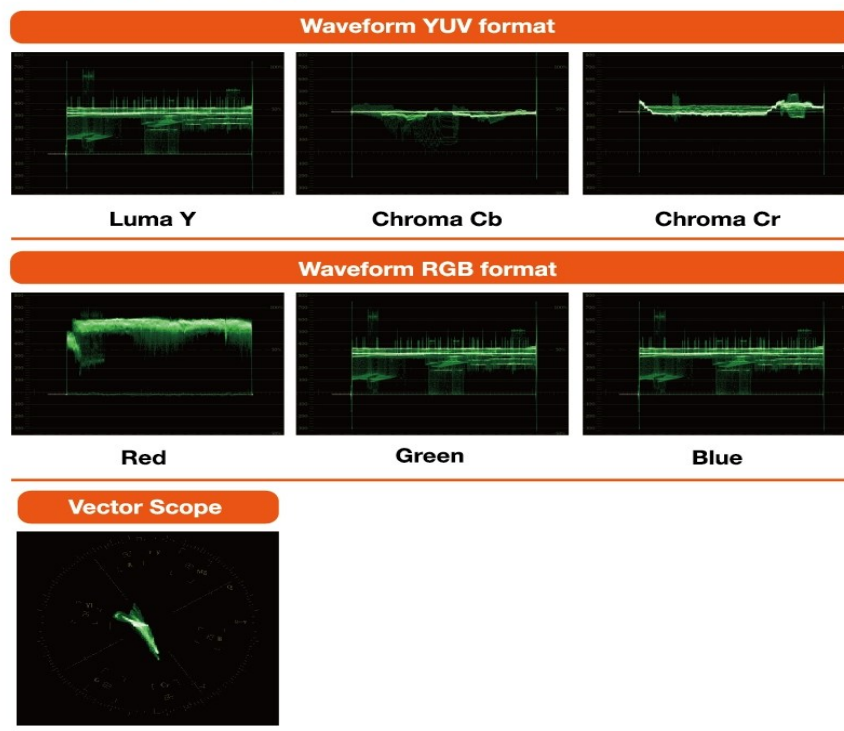 Waveform YUV format
Luma Y
Chroma Cb
Chroma Cr
Waveform RGB format
Red
Green
Blue
Vector Scope